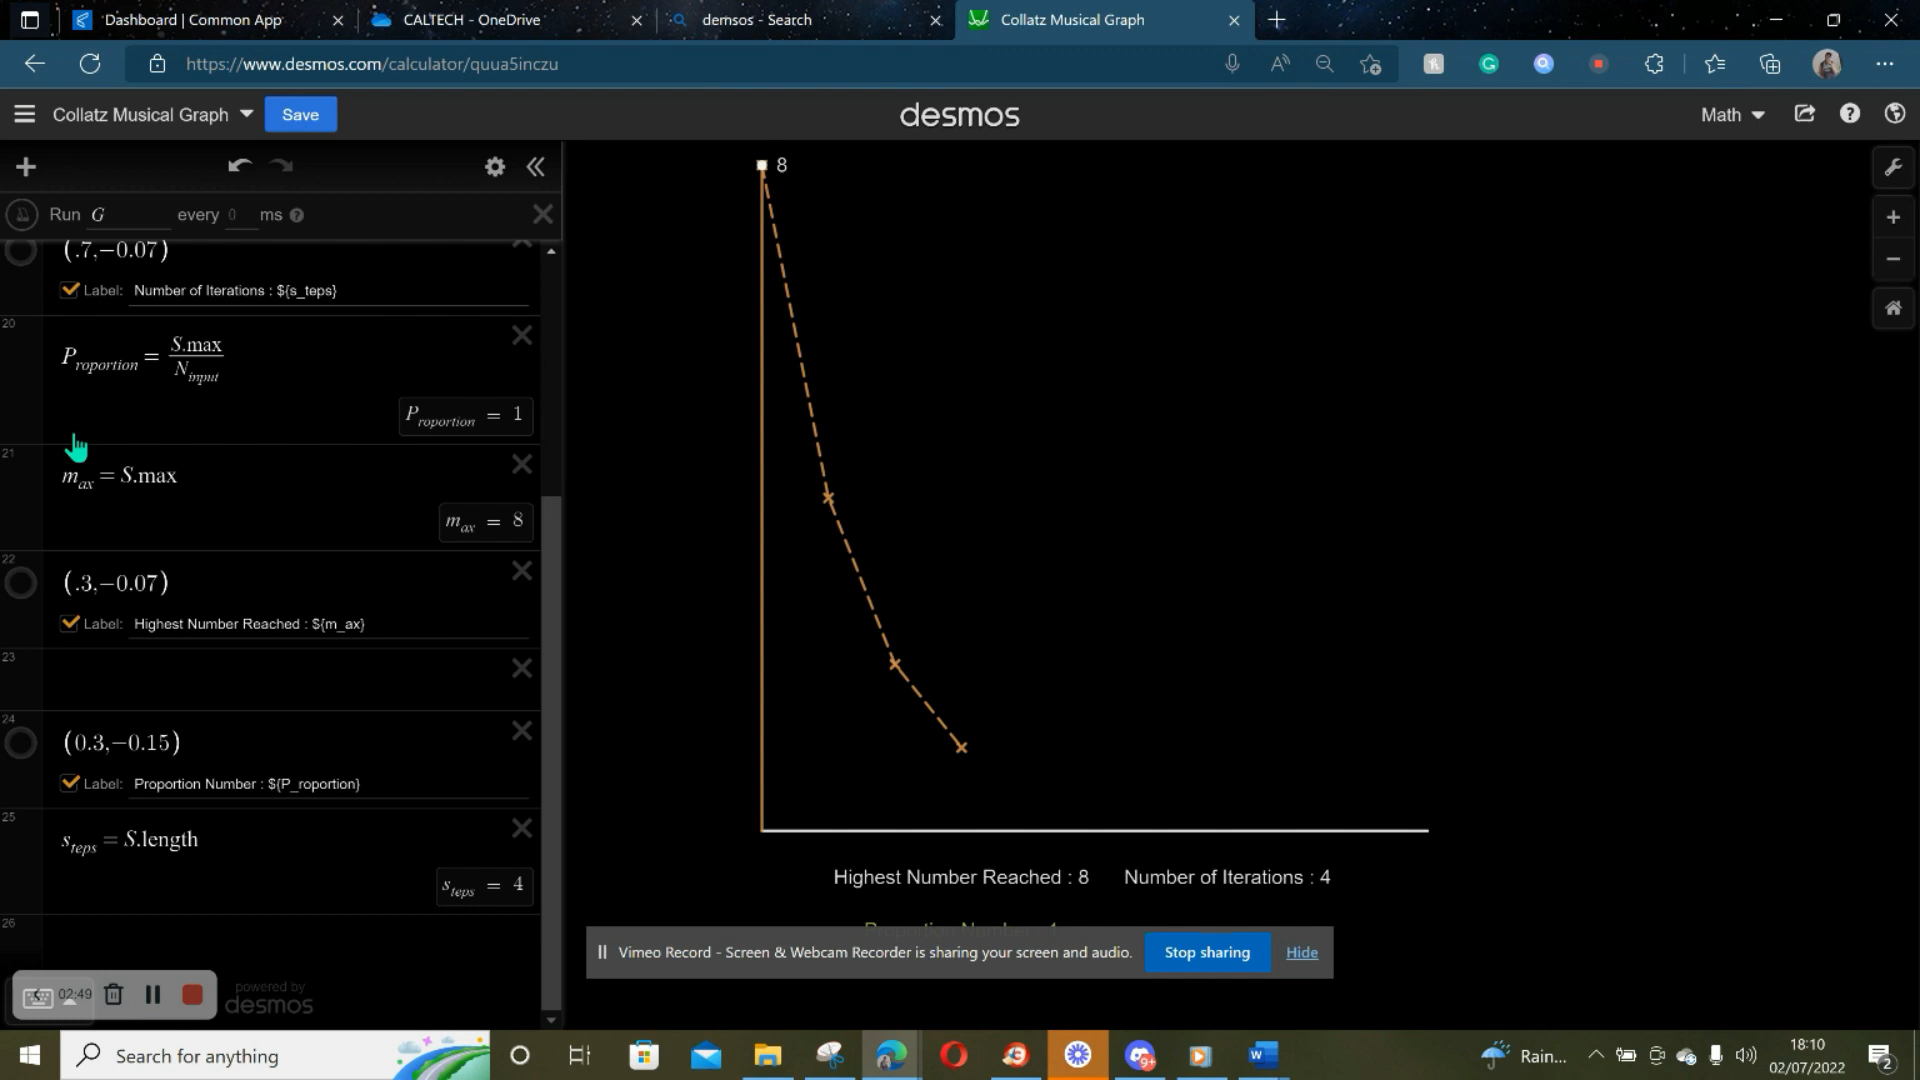 Dashboard | Common App
CALTECH - OneDrive
demsos - Search
Collatz Musical Graph
https://www.desmos.com/calculator/quua5inczu
Collatz Musical Graph
Save
desmos
Math
Run G every 0 ms
(.7,−0.07)
Label: Number of Iterations : ${s_teps}
20
P_roportion = S.max / N_input
P_roportion = 1
21
m_ax = S.max
m_ax = 8
22
(.3,−0.07)
Label: Highest Number Reached : ${m_ax}
23
24
(0.3,−0.15)
Label: Proportion Number : ${P_roportion}
25
s_teps = S.length
s_teps = 4
26
02:49
powered by
desmos
8
Highest Number Reached : 8 Number of Iterations : 4
Proportion Number : 1
Vimeo Record - Screen & Webcam Recorder is sharing your screen and audio.
Stop sharing
Hide
Search for anything
9+
Rain...
18:10
02/07/2022
2